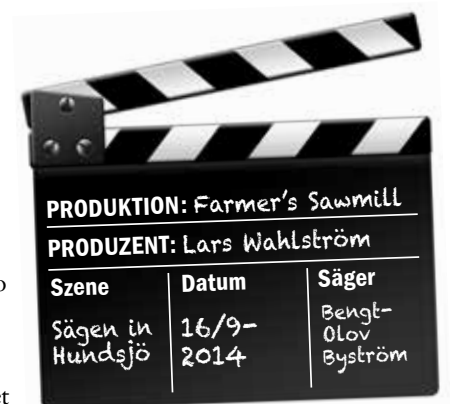 PRODUKTION: Farmer's Sawmill
PRODUZENT: Lars Wahlström
Szene
Sägen in
Hundsjö
Datum
16/9-
2014
Säger
Bengt-
Olov
Byström